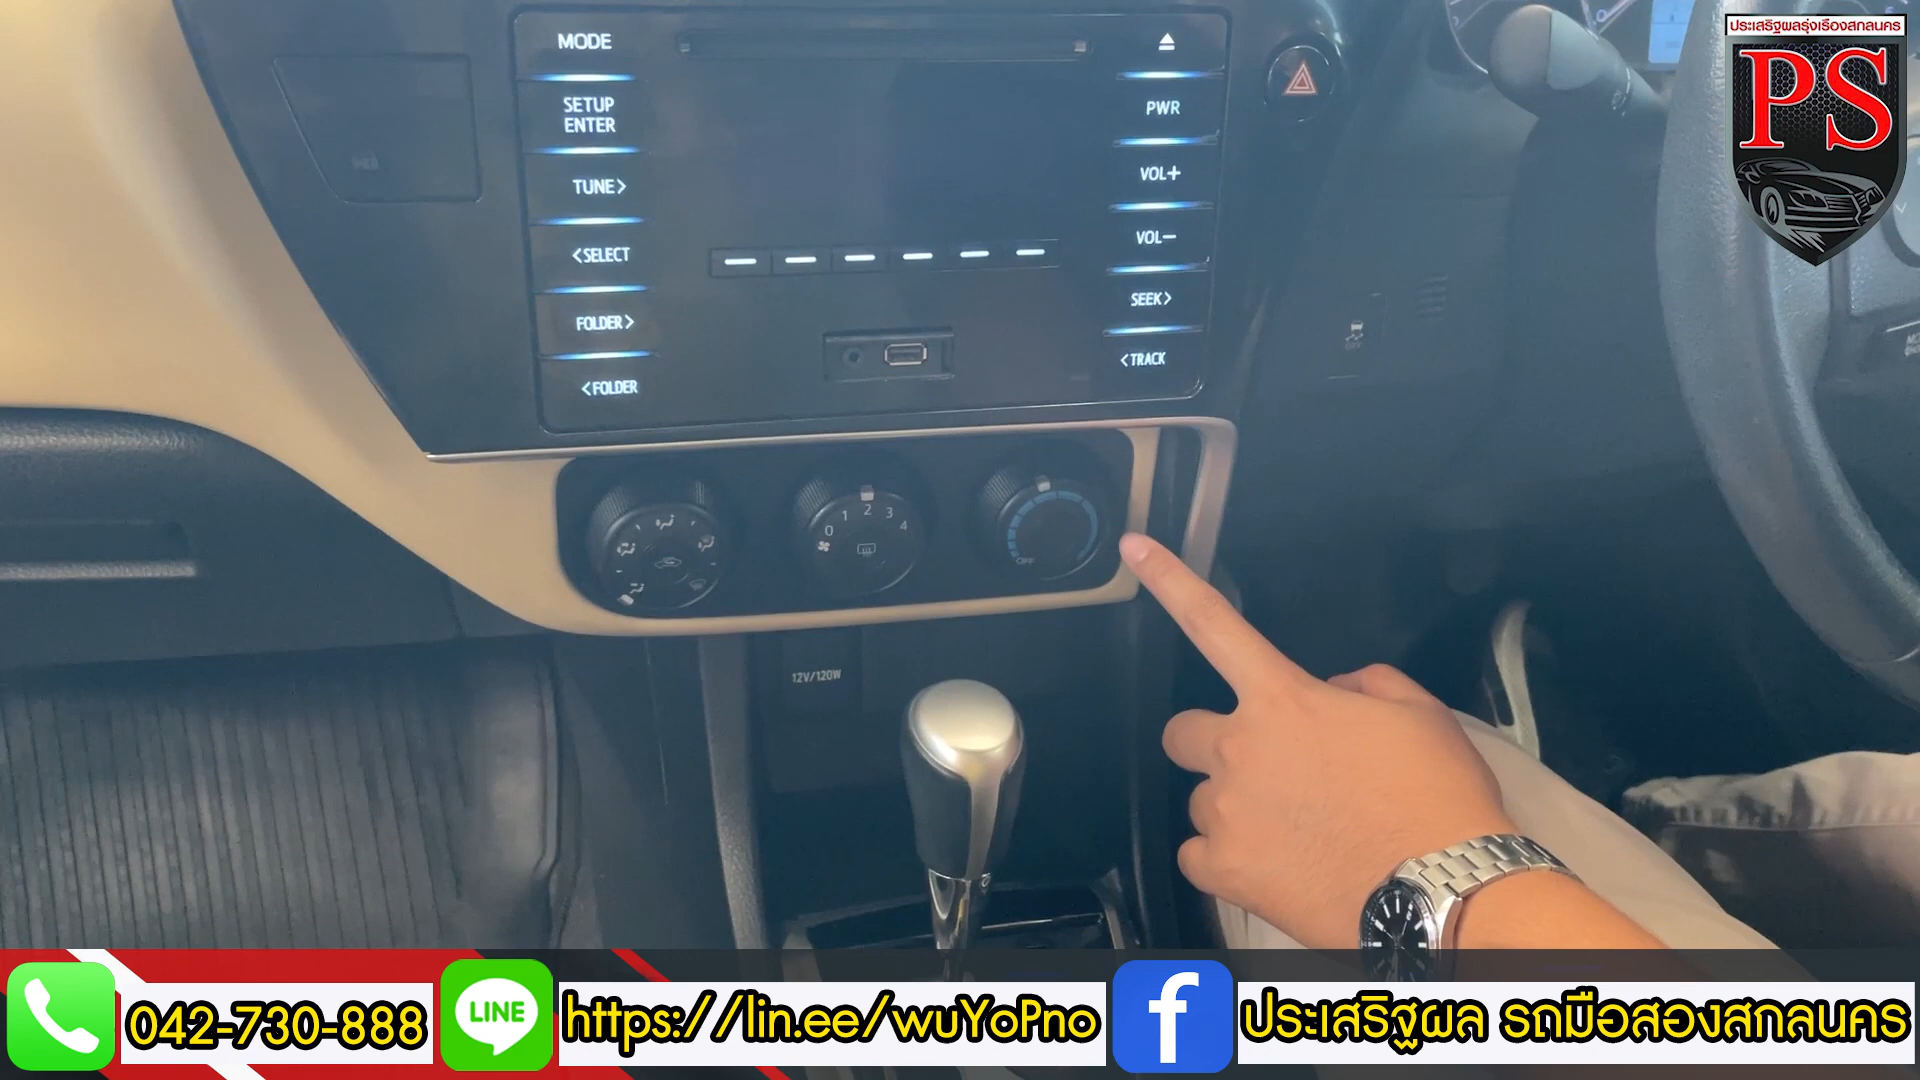 MODE
SETUP
ENTER
TUNE>
<SELECT
FOLDER>
<FOLDER
PWR
VOL+
VOL-
SEEK>
<TRACK
OFF
0 1 2 3 4
OFF
12V/120W
ประเสริฐผลรุ่งเรืองสกลนคร
PS
042-730-888
LINE
https://lin.ee/wuYoPno
f
ประเสริฐผล รถมือสองสกลนคร